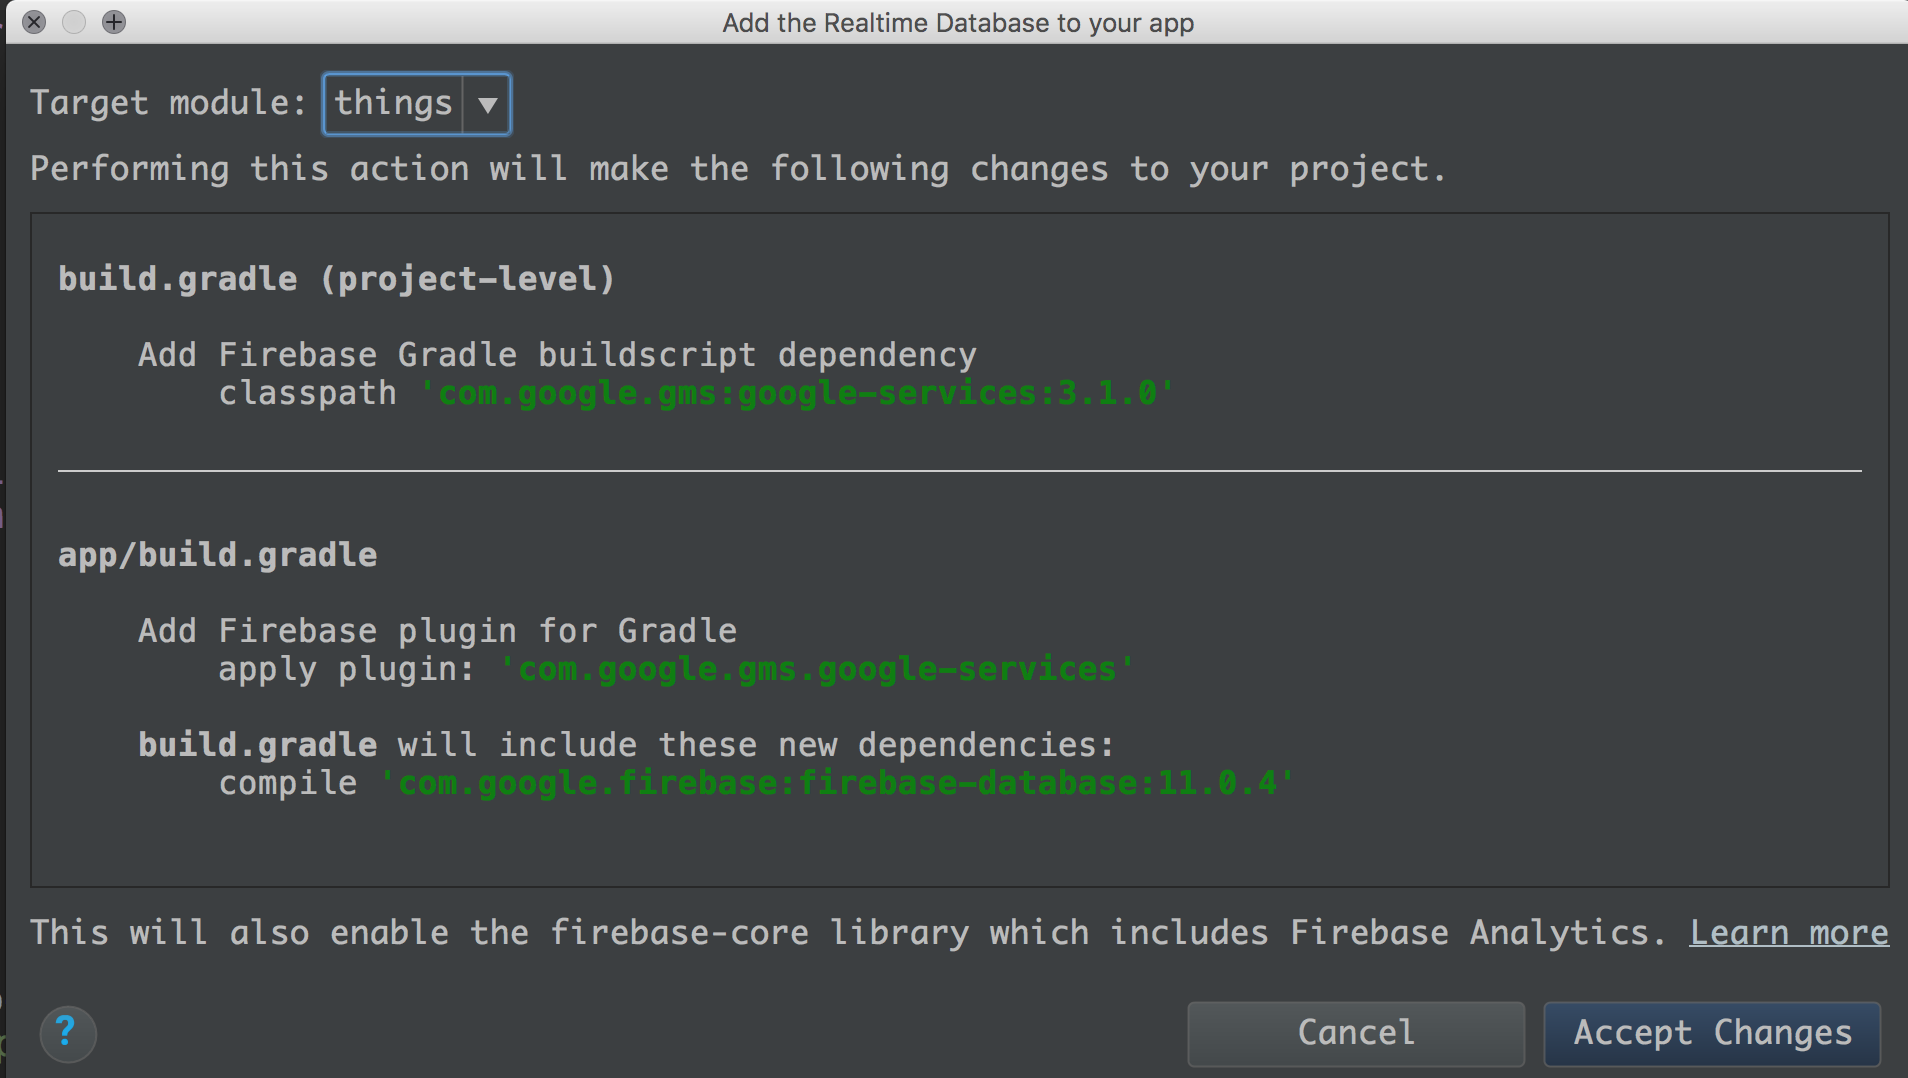 Add the Realtime Database to your app
Target module: things
Performing this action will make the following changes to your project.
build.gradle (project-level)
Add Firebase Gradle buildscript dependency
classpath 'com.google.gms:google-services:3.1.0'
app/build.gradle
Add Firebase plugin for Gradle
apply plugin: 'com.google.gms.google-services'
build.gradle will include these new dependencies:
compile 'com.google.firebase:firebase-database:11.0.4'
This will also enable the firebase-core library which includes Firebase Analytics. Learn more
?
Cancel
Accept Changes